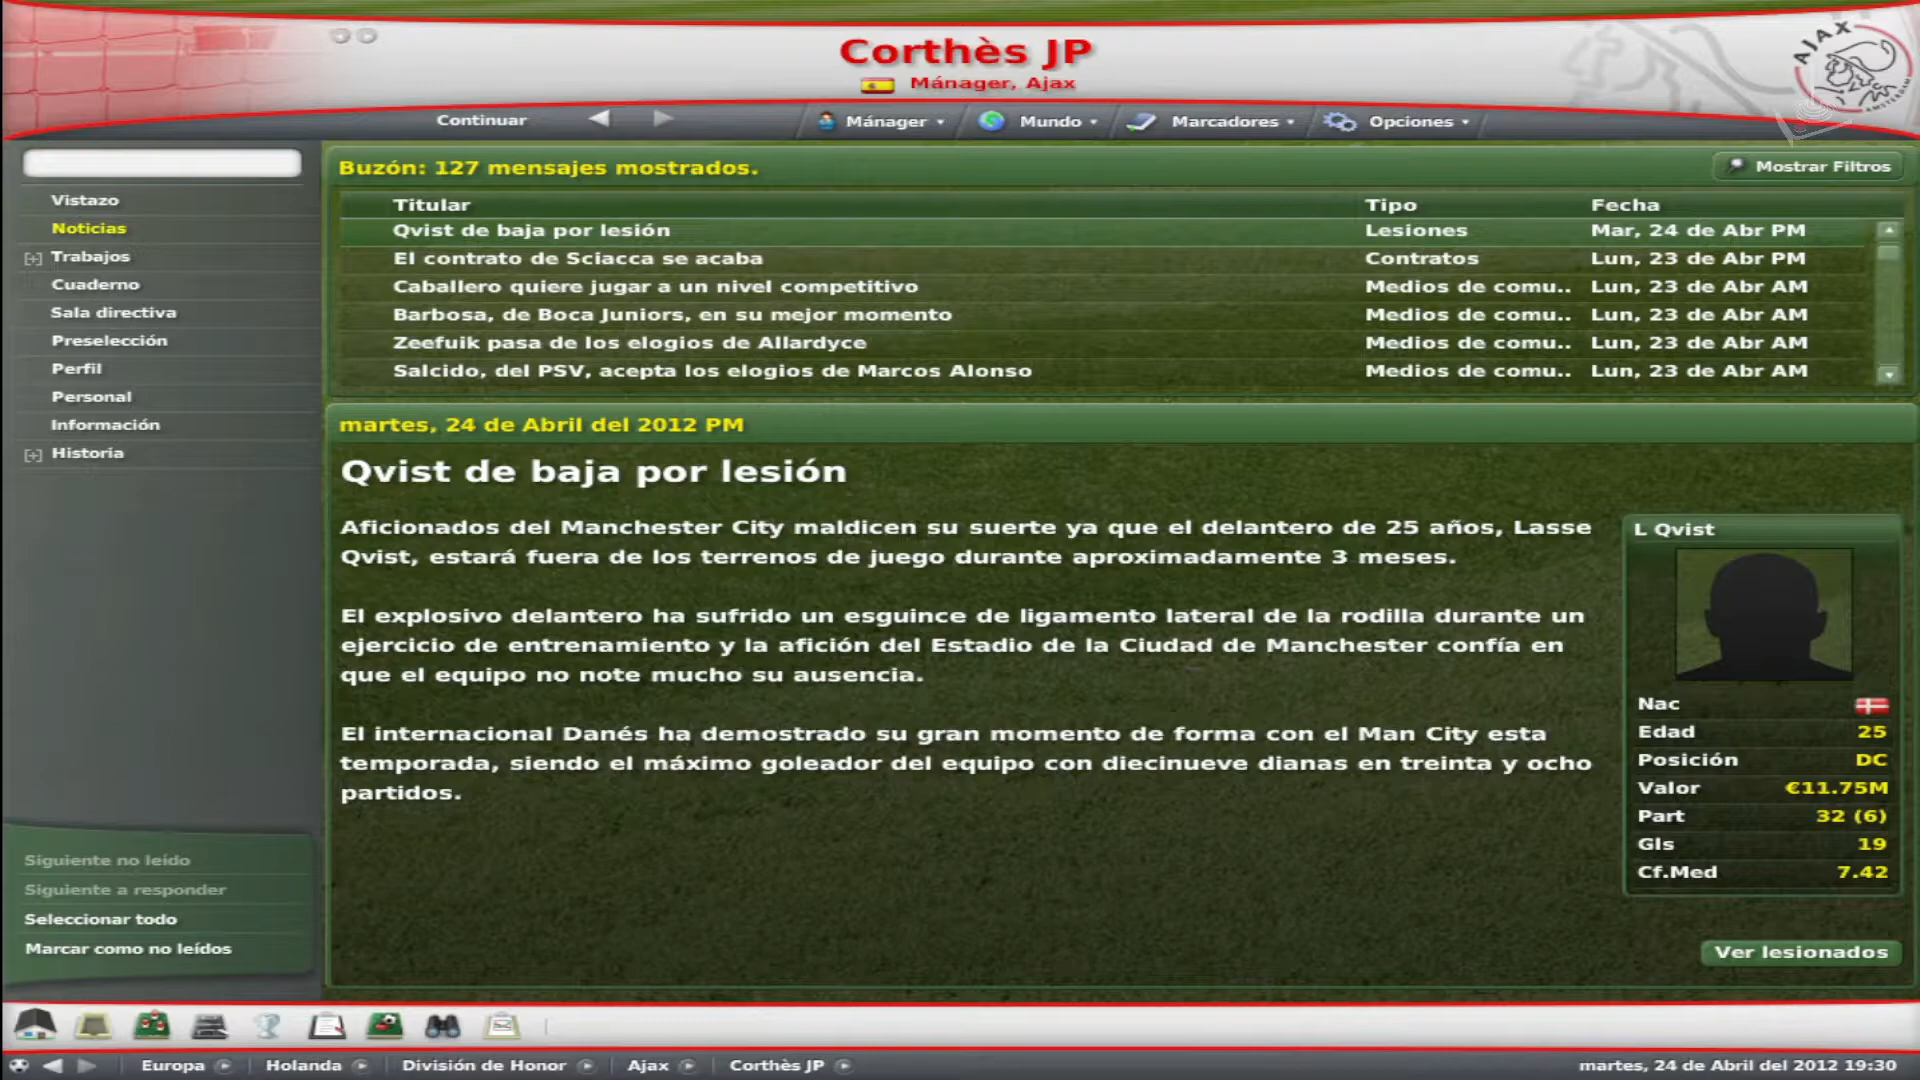 Corthès JP
Mánager, Ajax
AJAX
AMSTERDAM
Continuar
Mánager
Mundo
Marcadores
Opciones
Vistazo
Noticias
[+] Trabajos
Cuaderno
Sala directiva
Preselección
Perfil
Personal
Información
[+] Historia
Buzón: 127 mensajes mostrados.
Mostrar Filtros
Titular Tipo Fecha
Qvist de baja por lesión Lesiones Mar, 24 de Abr PM
El contrato de Sciacca se acaba Contratos Lun, 23 de Abr PM
Caballero quiere jugar a un nivel competitivo Medios de comu.. Lun, 23 de Abr AM
Barbosa, de Boca Juniors, en su mejor momento Medios de comu.. Lun, 23 de Abr AM
Zeefuik pasa de los elogios de Allardyce Medios de comu.. Lun, 23 de Abr AM
Salcido, del PSV, acepta los elogios de Marcos Alonso Medios de comu.. Lun, 23 de Abr AM
martes, 24 de Abril del 2012 PM
Qvist de baja por lesión
Aficionados del Manchester City maldicen su suerte ya que el delantero de 25 años, Lasse
Qvist, estará fuera de los terrenos de juego durante aproximadamente 3 meses.
El explosivo delantero ha sufrido un esguince de ligamento lateral de la rodilla durante un
ejercicio de entrenamiento y la afición del Estadio de la Ciudad de Manchester confía en
que el equipo no note mucho su ausencia.
El internacional Danés ha demostrado su gran momento de forma con el Man City esta
temporada, siendo el máximo goleador del equipo con diecinueve dianas en treinta y ocho
partidos.
L Qvist
Nac
Edad 25
Posición DC
Valor €11.75M
Part 32 (6)
Gls 19
Cf.Med 7.42
Ver lesionados
Siguiente no leído
Siguiente a responder
Seleccionar todo
Marcar como no leídos
Europa
Holanda
División de Honor
Ajax
Corthès JP
martes, 24 de Abril del 2012 19:30